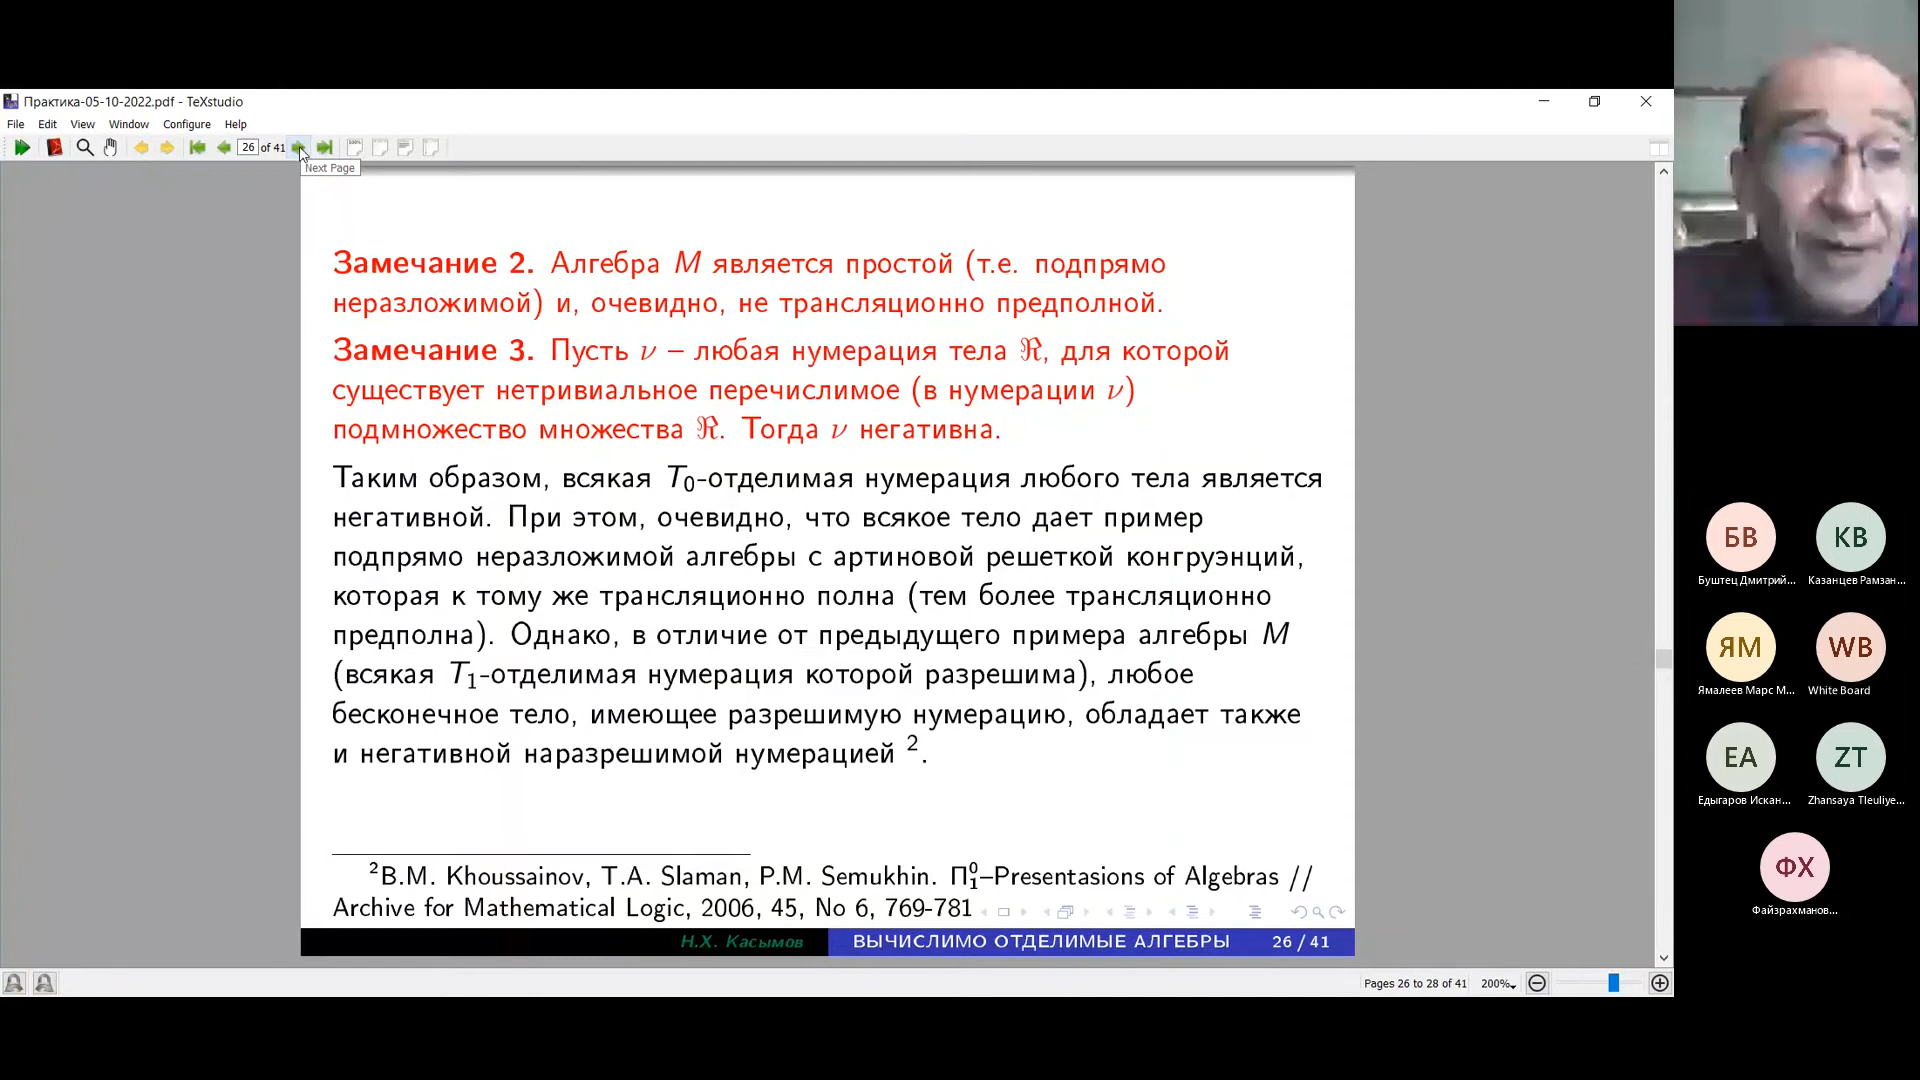 Практика-05-10-2022.pdf - TeXstudio
File Edit View Window Configure Help
26 of 41
Next Page
Замечание 2. Алгебра M является простой (т.е. подпрямо
неразложимой) и, очевидно, не трансляционно предполной.
Замечание 3. Пусть ν – любая нумерация тела ℜ, для которой
существует нетривиальное перечислимое (в нумерации ν)
подмножество множества ℜ. Тогда ν негативна.
Таким образом, всякая T₀-отделимая нумерация любого тела является
негативной. При этом, очевидно, что всякое тело дает пример
подпрямо неразложимой алгебры с артиновой решеткой конгруэнций,
которая к тому же трансляционно полна (тем более трансляционно
предполна). Однако, в отличие от предыдущего примера алгебры M
(всякая T₁-отделимая нумерация которой разрешима), любое
бесконечное тело, имеющее разрешимую нумерацию, обладает также
и негативной наразрешимой нумерацией ².
²B.M. Khoussainov, T.A. Slaman, P.M. Semukhin. Π⁰₁–Presentasions of Algebras //
Archive for Mathematical Logic, 2006, 45, No 6, 769-781
Н.Х. Касымов ВЫЧИСЛИМО ОТДЕЛИМЫЕ АЛГЕБРЫ 26 / 41
Pages 26 to 28 of 41 200%
БВ KB
Буштец Дмитрий... Казанцев Рамзан...
ЯМ WB
Ямалеев Марс М... White Board
EA ZT
Едыгаров Искан... Zhansaya Tleuliye...
ФХ
Файзрахманов...